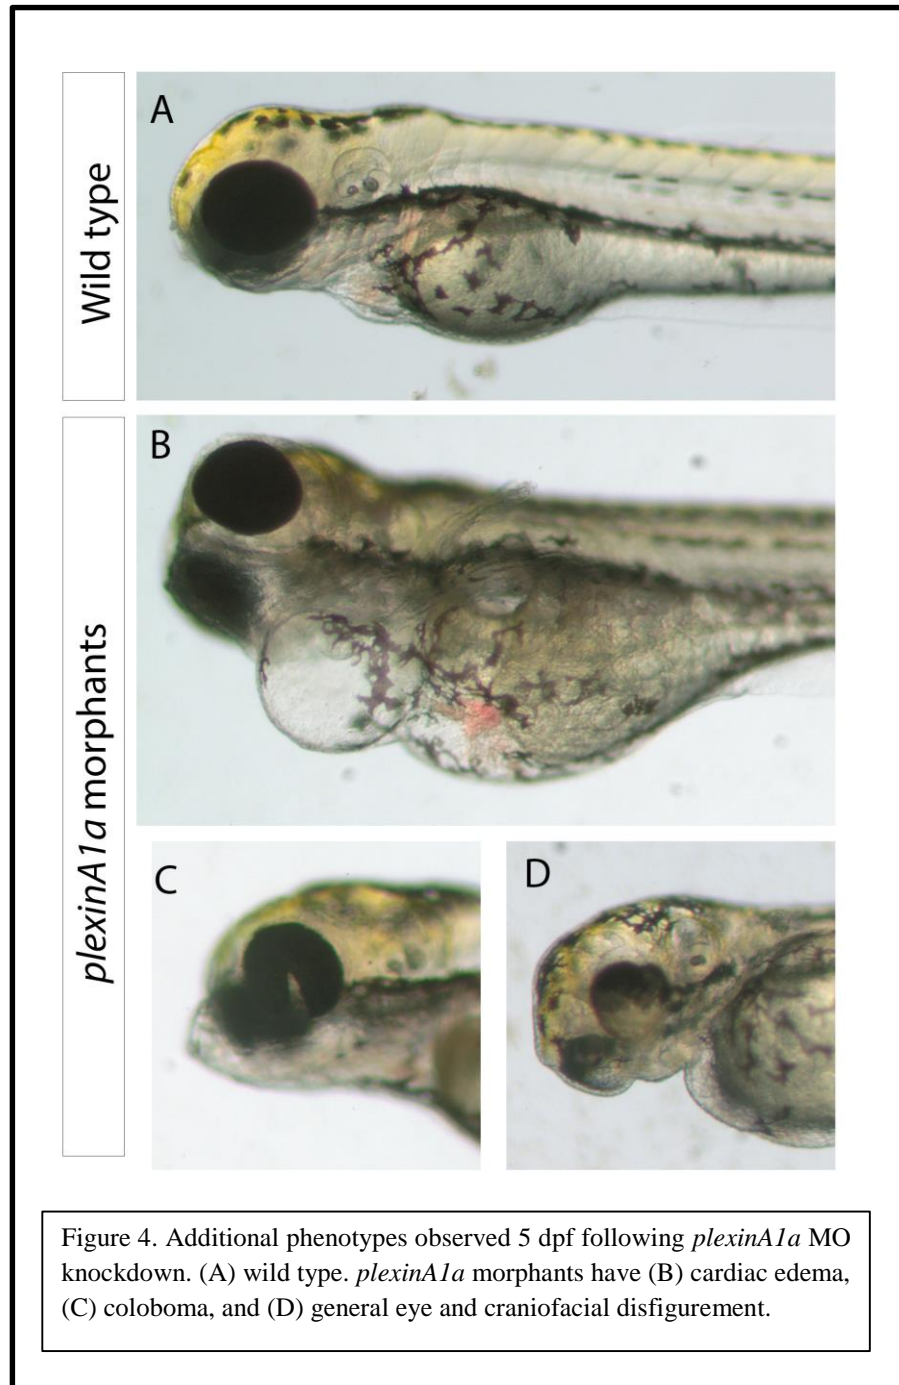 Wild type
A
plexinA1a morphants
B
C
D
Figure 4. Additional phenotypes observed 5 dpf following plexinA1a MO
knockdown. (A) wild type. plexinA1a morphants have (B) cardiac edema,
(C) coloboma, and (D) general eye and craniofacial disfigurement.